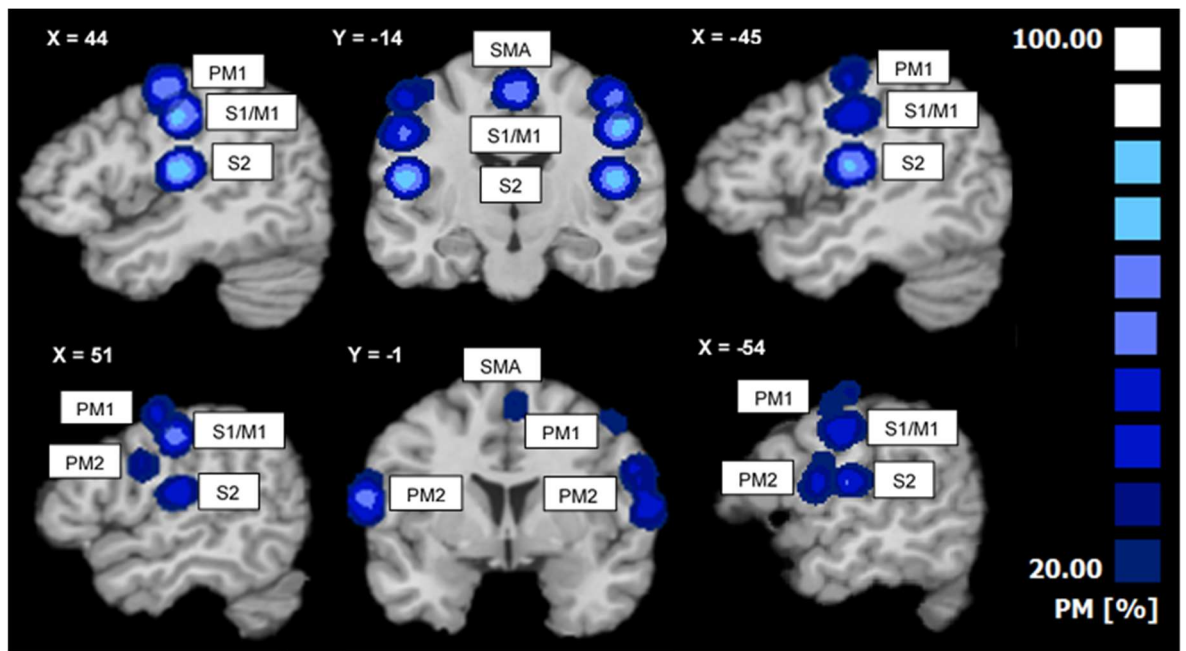 X = 44
PM1
S1/M1
S2
Y = -14
SMA
S1/M1
S2
X = -45
PM1
S1/M1
S2
100.00
X = 51
PM1
S1/M1
PM2
S2
Y = -1
SMA
PM1
PM2
PM2
X = -54
PM1
S1/M1
PM2
S2
20.00
PM [%]